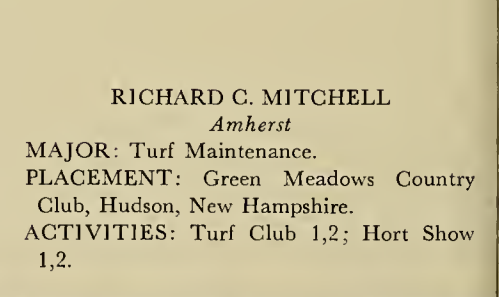 RICHARD C. MITCHELL
Amherst
MAJOR: Turf Maintenance.
PLACEMENT: Green Meadows Country
Club, Hudson, New Hampshire.
ACTIVITIES: Turf Club 1,2; Hort Show
1,2.